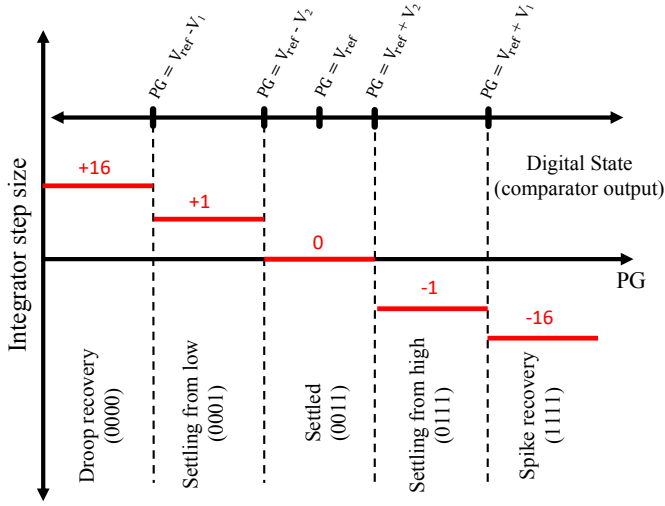 PG = Vref -V1
PG = Vref - V2
PG = Vref
PG = Vref + V2
PG = Vref + V1
Digital State
(comparator output)
Integrator step size
+16
+1
0
-1
-16
PG
Droop recovery
(0000)
Settling from low
(0001)
Settled
(0011)
Settling from high
(0111)
Spike recovery
(1111)